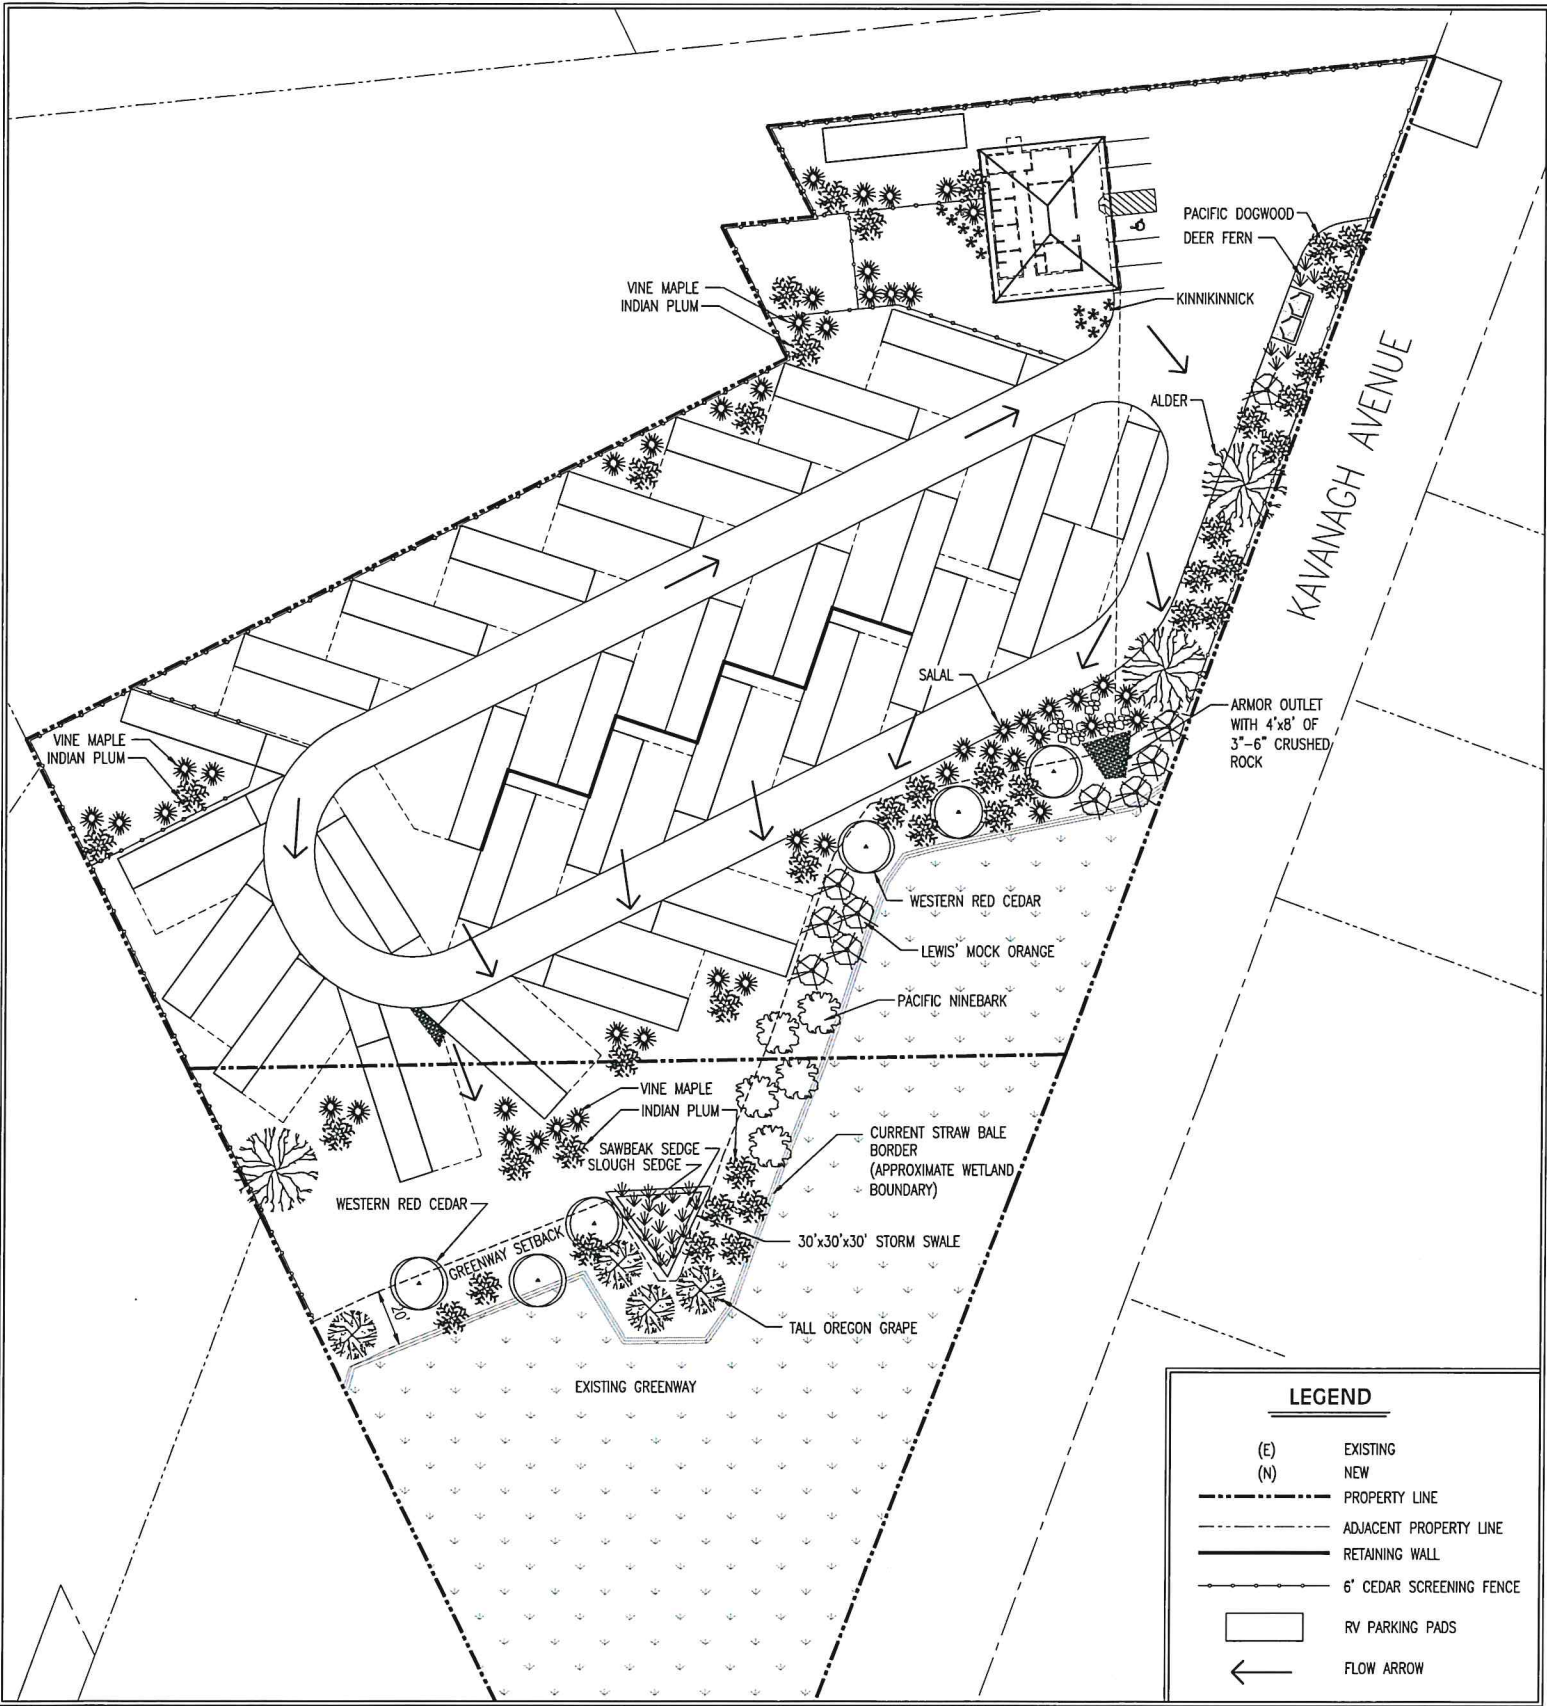 PACIFIC DOGWOOD
DEER FERN
VINE MAPLE
INDIAN PLUM
KINNIKINNICK
KAVANAGH AVENUE
ALDER
SALAL
VINE MAPLE
INDIAN PLUM
ARMOR OUTLET
WITH 4'x8' OF
3"-6" CRUSHED
ROCK
WESTERN RED CEDAR
LEWIS' MOCK ORANGE
PACIFIC NINEBARK
VINE MAPLE
INDIAN PLUM
CURRENT STRAW BALE
BORDER
(APPROXIMATE WETLAND
BOUNDARY)
SAWBEAK SEDGE
SLOUGH SEDGE
WESTERN RED CEDAR
GREENWAY SETBACK
30'x30'x30' STORM SWALE
20'
TALL OREGON GRAPE
EXISTING GREENWAY
LEGEND
(E) EXISTING
(N) NEW
PROPERTY LINE
ADJACENT PROPERTY LINE
RETAINING WALL
6' CEDAR SCREENING FENCE
RV PARKING PADS
FLOW ARROW